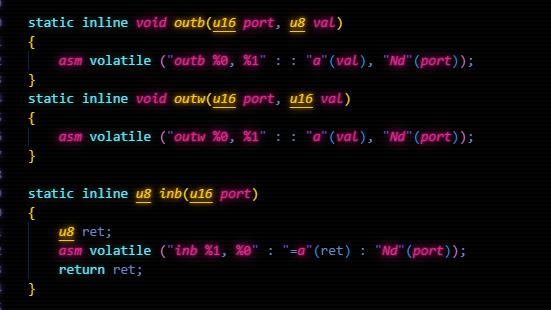 static inline void outb(u16 port, u8 val)
{
    asm volatile ("outb %0, %1" : : "a"(val), "Nd"(port));
}
static inline void outw(u16 port, u16 val)
{
    asm volatile ("outw %0, %1" : : "a"(val), "Nd"(port));
}

static inline u8 inb(u16 port)
{
    u8 ret;
    asm volatile ("inb %1, %0" : "=a"(ret) : "Nd"(port));
    return ret;
}